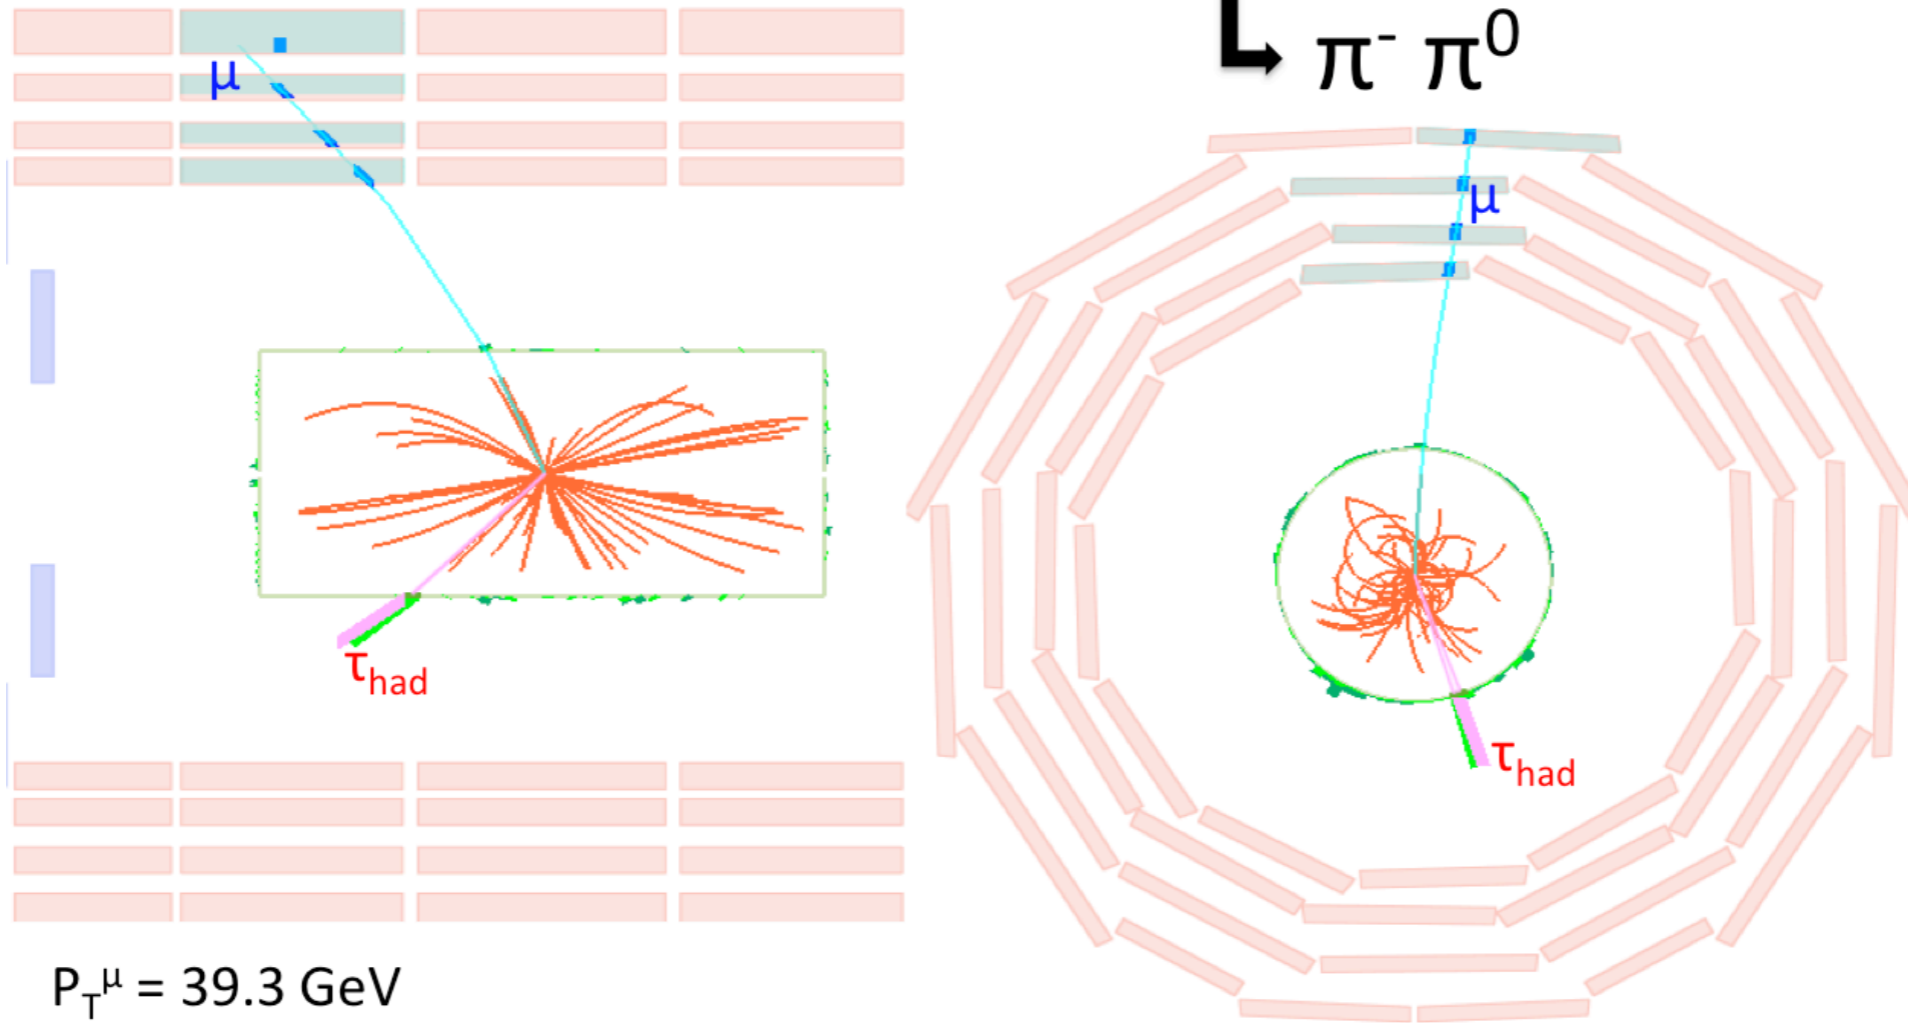 π⁻ π⁰
μ
μ
τhad
τhad
PTμ = 39.3 GeV